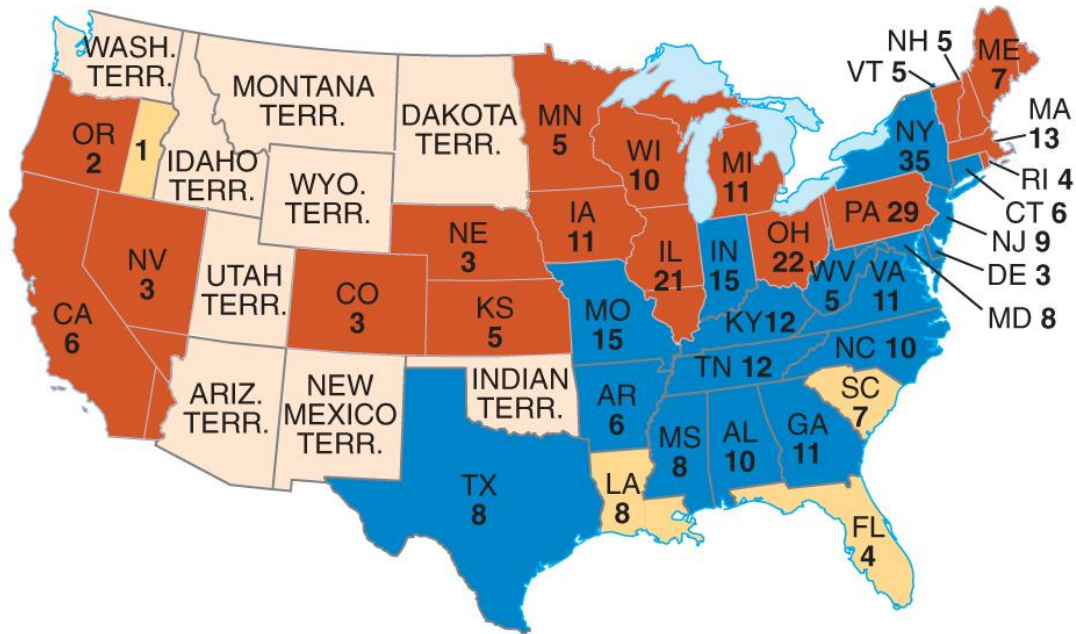 WASH.
TERR.
MONTANA
TERR.
DAKOTA
TERR.
MN
5
OR
2
1
IDAHO
TERR.
WYO.
TERR.
WI
10
MI
11
NH 5
VT 5
ME
7
MA
13
NY
35
RI 4
CT 6
NJ 9
DE 3
MD 8
PA 29
NV
3
CA
6
UTAH
TERR.
CO
3
NE
3
KS
5
IA
11
IL
21
IN
15
OH
22
WV
5
VA
11
MO
15
KY 12
TN 12
NC 10
ARIZ.
TERR.
NEW
MEXICO
TERR.
INDIAN
TERR.
AR
6
SC
7
MS
8
AL
10
GA
11
TX
8
LA
8
FL
4